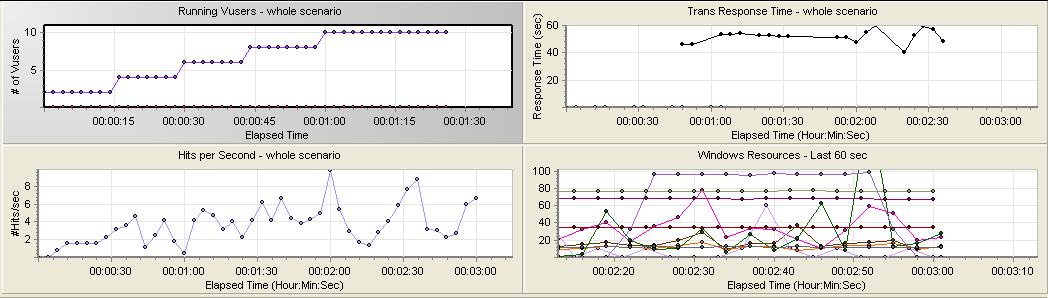 Running Vusers - whole scenario
# of Vusers
10
5
00:00:15 00:00:30 00:00:45 00:01:00 00:01:15 00:01:30
Elapsed Time
Trans Response Time - whole scenario
Response Time (sec)
60
40
20
00:00:30 00:01:00 00:01:30 00:02:00 00:02:30 00:03:00
Elapsed Time (Hour:Min:Sec)
Hits per Second - whole scenario
#Hits/sec
8
6
4
2
00:00:30 00:01:00 00:01:30 00:02:00 00:02:30 00:03:00
Elapsed Time (Hour:Min:Sec)
Windows Resources - Last 60 sec
100
80
60
40
20
00:02:20 00:02:30 00:02:40 00:02:50 00:03:00 00:03:10
Elapsed Time (Hour:Min:Sec)